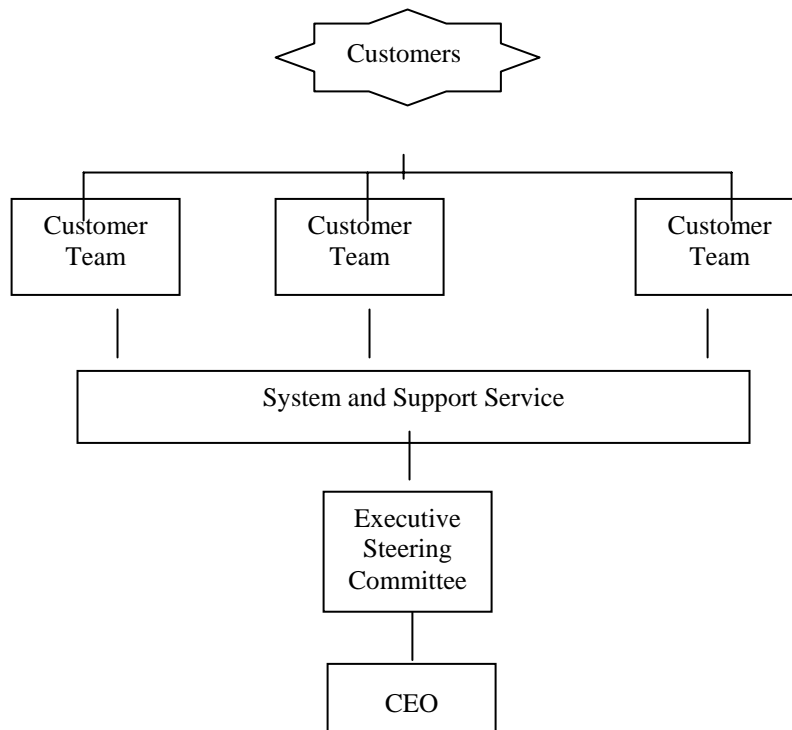 Customers
Customer Customer Customer
Team Team Team
System and Support Service
Executive
Steering
Committee
CEO